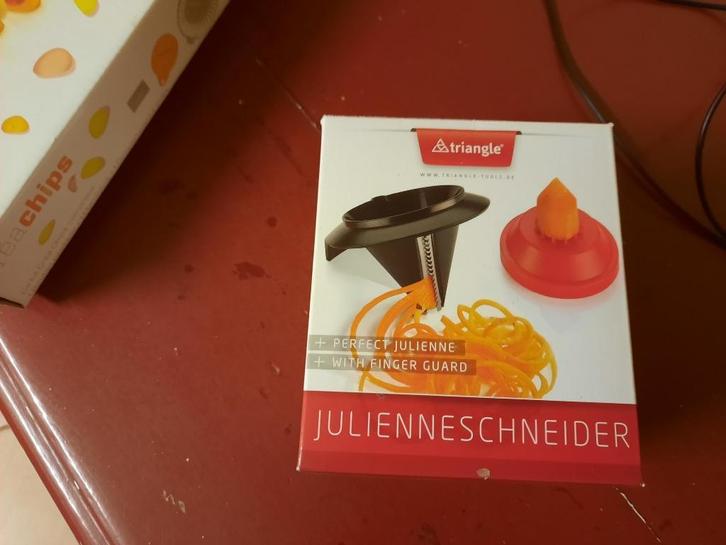 chips
triangle®
WWW.TRIANGLE-TOOLS.DE
+ PERFECT JULIENNE
+ WITH FINGER GUARD
JULIENNESCHNEIDER